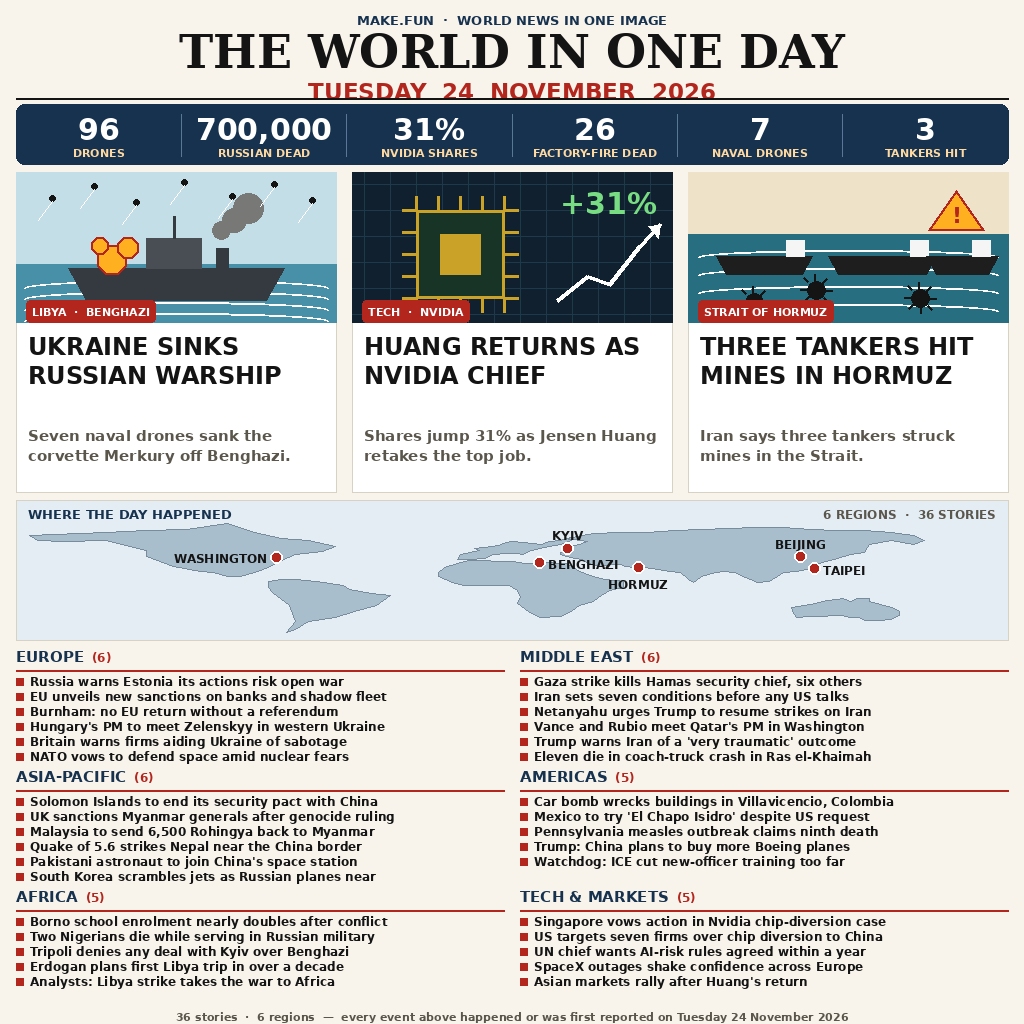 MAKE.FUN · WORLD NEWS IN ONE IMAGE
THE WORLD IN ONE DAY
TUESDAY 24 NOVEMBER 2026
96
DRONES
700,000
RUSSIAN DEAD
31%
NVIDIA SHARES
26
FACTORY-FIRE DEAD
7
NAVAL DRONES
3
TANKERS HIT
LIBYA · BENGHAZI
UKRAINE SINKS
RUSSIAN WARSHIP
Seven naval drones sank the
corvette Merkury off Benghazi.
+31%
TECH · NVIDIA
HUANG RETURNS AS
NVIDIA CHIEF
Shares jump 31% as Jensen Huang
retakes the top job.
!
STRAIT OF HORMUZ
THREE TANKERS HIT
MINES IN HORMUZ
Iran says three tankers struck
mines in the Strait.
WHERE THE DAY HAPPENED
6 REGIONS · 36 STORIES
WASHINGTON
KYIV
BENGHAZI
HORMUZ
BEIJING
TAIPEI
EUROPE (6)
Russia warns Estonia its actions risk open war
EU unveils new sanctions on banks and shadow fleet
Burnham: no EU return without a referendum
Hungary's PM to meet Zelenskyy in western Ukraine
Britain warns firms aiding Ukraine of sabotage
NATO vows to defend space amid nuclear fears
MIDDLE EAST (6)
Gaza strike kills Hamas security chief, six others
Iran sets seven conditions before any US talks
Netanyahu urges Trump to resume strikes on Iran
Vance and Rubio meet Qatar's PM in Washington
Trump warns Iran of a 'very traumatic' outcome
Eleven die in coach-truck crash in Ras el-Khaimah
ASIA-PACIFIC (6)
Solomon Islands to end its security pact with China
UK sanctions Myanmar generals after genocide ruling
Malaysia to send 6,500 Rohingya back to Myanmar
Quake of 5.6 strikes Nepal near the China border
Pakistani astronaut to join China's space station
South Korea scrambles jets as Russian planes near
AMERICAS (5)
Car bomb wrecks buildings in Villavicencio, Colombia
Mexico to try 'El Chapo Isidro' despite US request
Pennsylvania measles outbreak claims ninth death
Trump: China plans to buy more Boeing planes
Watchdog: ICE cut new-officer training too far
AFRICA (5)
Borno school enrolment nearly doubles after conflict
Two Nigerians die while serving in Russian military
Tripoli denies any deal with Kyiv over Benghazi
Erdogan plans first Libya trip in over a decade
Analysts: Libya strike takes the war to Africa
TECH & MARKETS (5)
Singapore vows action in Nvidia chip-diversion case
US targets seven firms over chip diversion to China
UN chief wants AI-risk rules agreed within a year
SpaceX outages shake confidence across Europe
Asian markets rally after Huang's return
36 stories · 6 regions — every event above happened or was first reported on Tuesday 24 November 2026